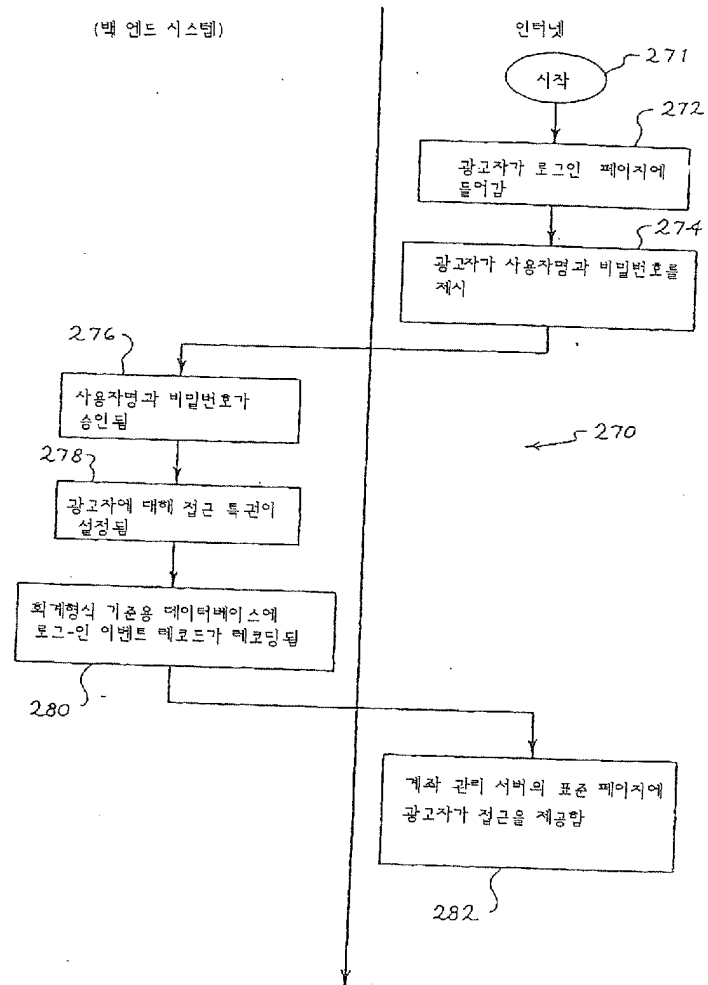 (백 엔드 시스템)
인터넷
시작
271
272
광고자가 로그인 페이지에
들어감
274
광고자가 사용자명과 비밀번호를
제시
276
사용자명과 비밀번호가
승인됨
270
278
광고자에 대해 접근 특권이
설정됨
회계형식 기준용 데이터베이스에
로그-인 이벤트 레코드가 레코딩됨
280
계좌 관리 서버의 표준 페이지에
광고자가 접근을 제공함
282